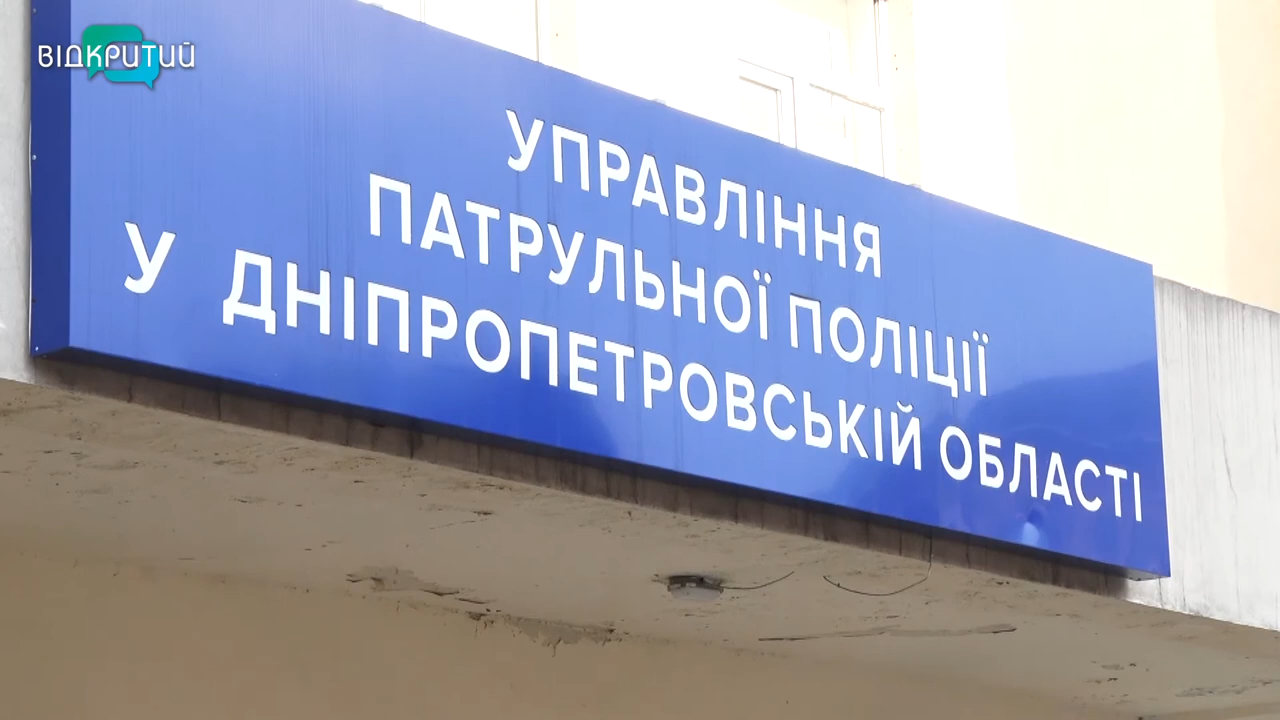 ВІДКРИТИЙ
УПРАВЛІННЯ
ПАТРУЛЬНОЇ ПОЛІЦІЇ
У ДНІПРОПЕТРОВСЬКІЙ ОБЛАСТІ